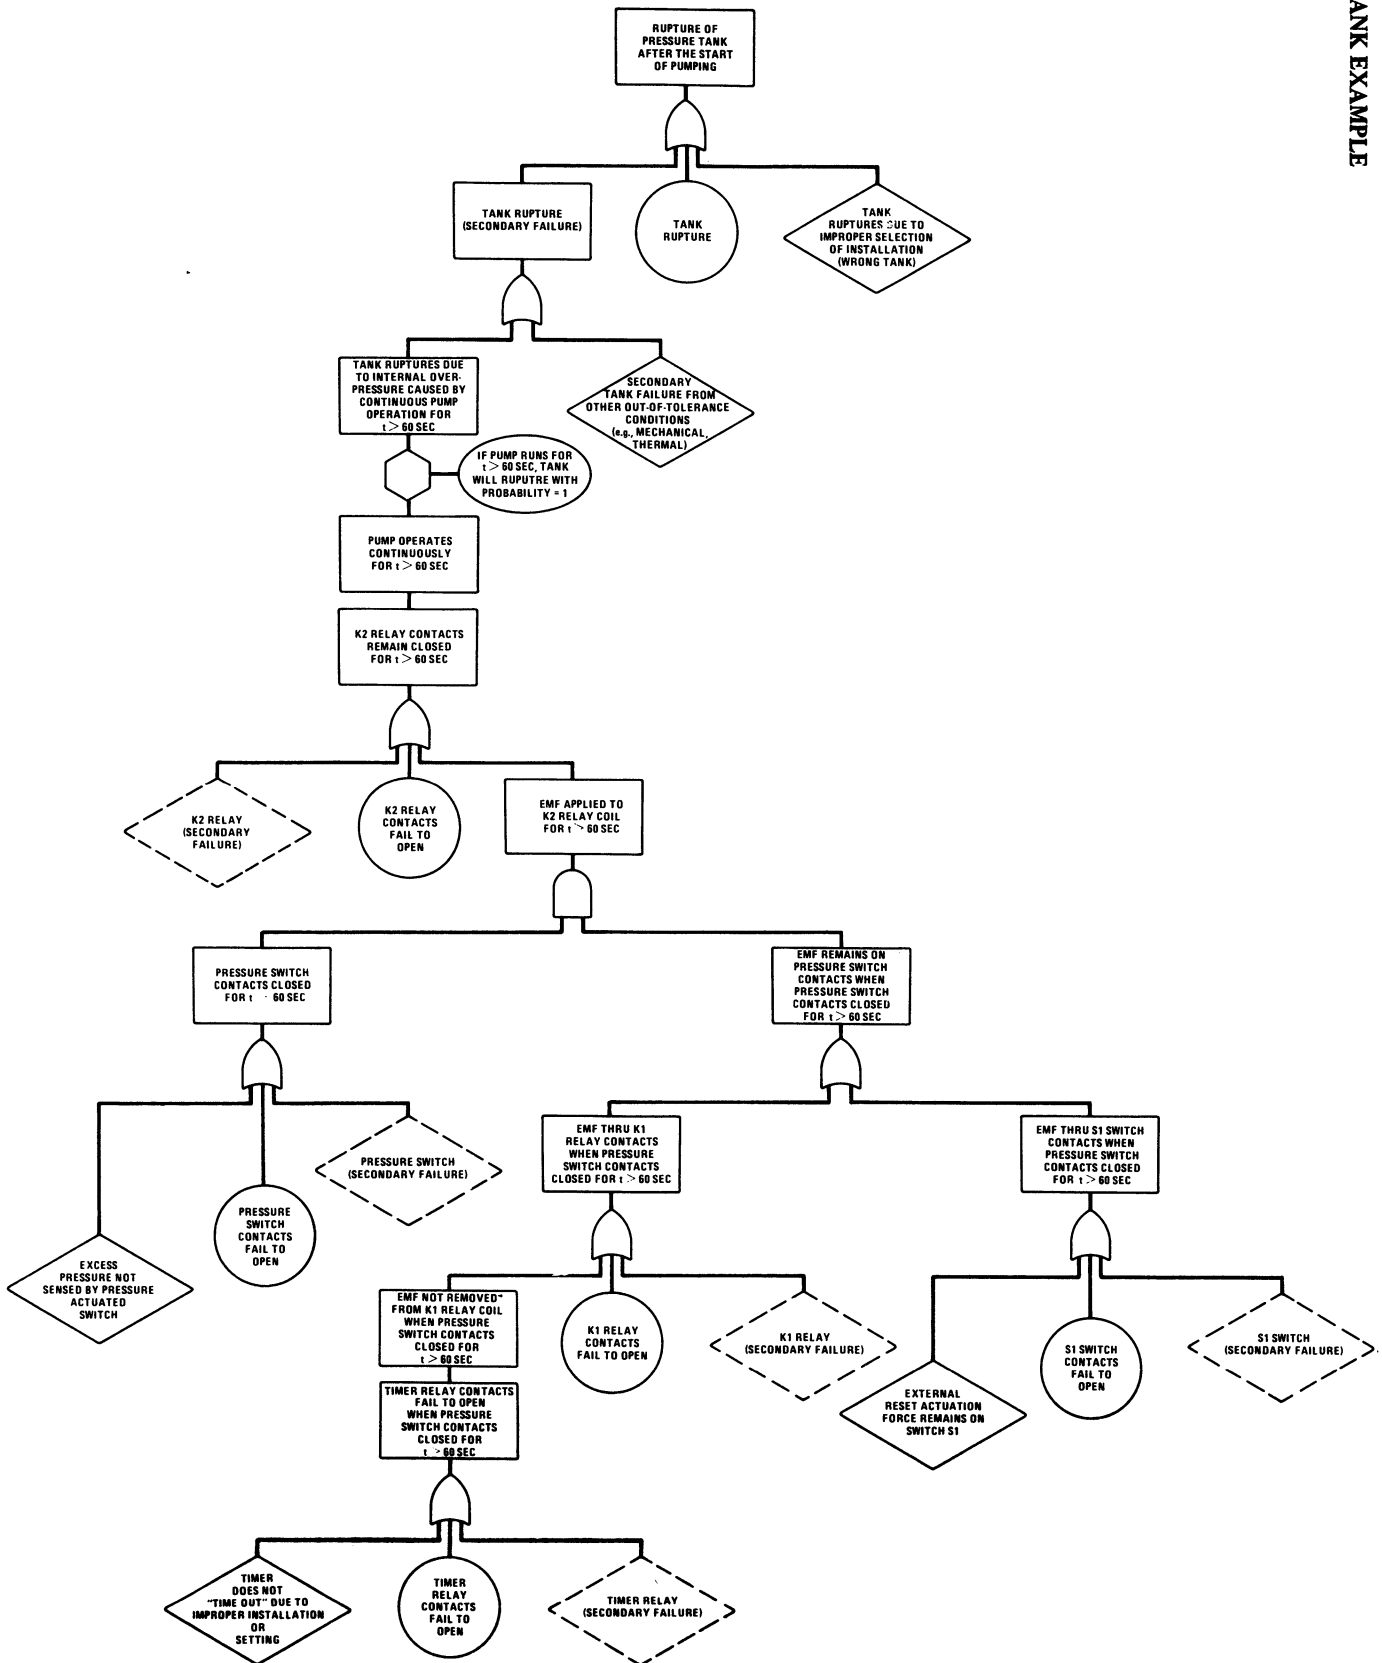 ANK EXAMPLE
RUPTURE OF
PRESSURE TANK
AFTER THE START
OF PUMPING
TANK RUPTURE
(SECONDARY FAILURE)
TANK
RUPTURE
TANK
RUPTURES DUE TO
IMPROPER SELECTION
OF INSTALLATION
(WRONG TANK)
TANK RUPTURES DUE
TO INTERNAL OVER-
PRESSURE CAUSED BY
CONTINUOUS PUMP
OPERATION FOR
t > 60 SEC
SECONDARY
TANK FAILURE FROM
OTHER OUT-OF-TOLERANCE
CONDITIONS
(e.g., MECHANICAL,
THERMAL)
IF PUMP RUNS FOR
t > 60 SEC, TANK
WILL RUPUTRE WITH
PROBABILITY = 1
PUMP OPERATES
CONTINUOUSLY
FOR t > 60 SEC
K2 RELAY CONTACTS
REMAIN CLOSED
FOR t > 60 SEC
K2 RELAY
(SECONDARY
FAILURE)
K2 RELAY
CONTACTS
FAIL TO
OPEN
EMF APPLIED TO
K2 RELAY COIL
FOR t > 60 SEC
PRESSURE SWITCH
CONTACTS CLOSED
FOR t 60 SEC
EMF REMAINS ON
PRESSURE SWITCH
CONTACTS WHEN
PRESSURE SWITCH
CONTACTS CLOSED
FOR t > 60 SEC
EXCESS
PRESSURE NOT
SENSED BY PRESSURE
ACTUATED
SWITCH
PRESSURE
SWITCH
CONTACTS
FAIL TO
OPEN
PRESSURE SWITCH
(SECONDARY FAILURE)
EMF THRU K1
RELAY CONTACTS
WHEN PRESSURE
SWITCH CONTACTS
CLOSED FOR t > 60 SEC
EMF THRU S1 SWITCH
CONTACTS WHEN
PRESSURE SWITCH
CONTACTS CLOSED
FOR t > 60 SEC
EMF NOT REMOVED
FROM K1 RELAY COIL
WHEN PRESSURE
SWITCH CONTACTS
CLOSED FOR
t > 60 SEC
K1 RELAY
CONTACTS
FAIL TO OPEN
K1 RELAY
(SECONDARY FAILURE)
EXTERNAL
RESET ACTUATION
FORCE REMAINS ON
SWITCH S1
S1 SWITCH
CONTACTS
FAIL TO
OPEN
S1 SWITCH
(SECONDARY FAILURE)
TIMER RELAY CONTACTS
FAIL TO OPEN
WHEN PRESSURE
SWITCH CONTACTS
CLOSED FOR
t > 60 SEC
TIMER
DOES NOT
"TIME OUT" DUE TO
IMPROPER INSTALLATION
OR
SETTING
TIMER
RELAY
CONTACTS
FAIL TO
OPEN
TIMER RELAY
(SECONDARY FAILURE)